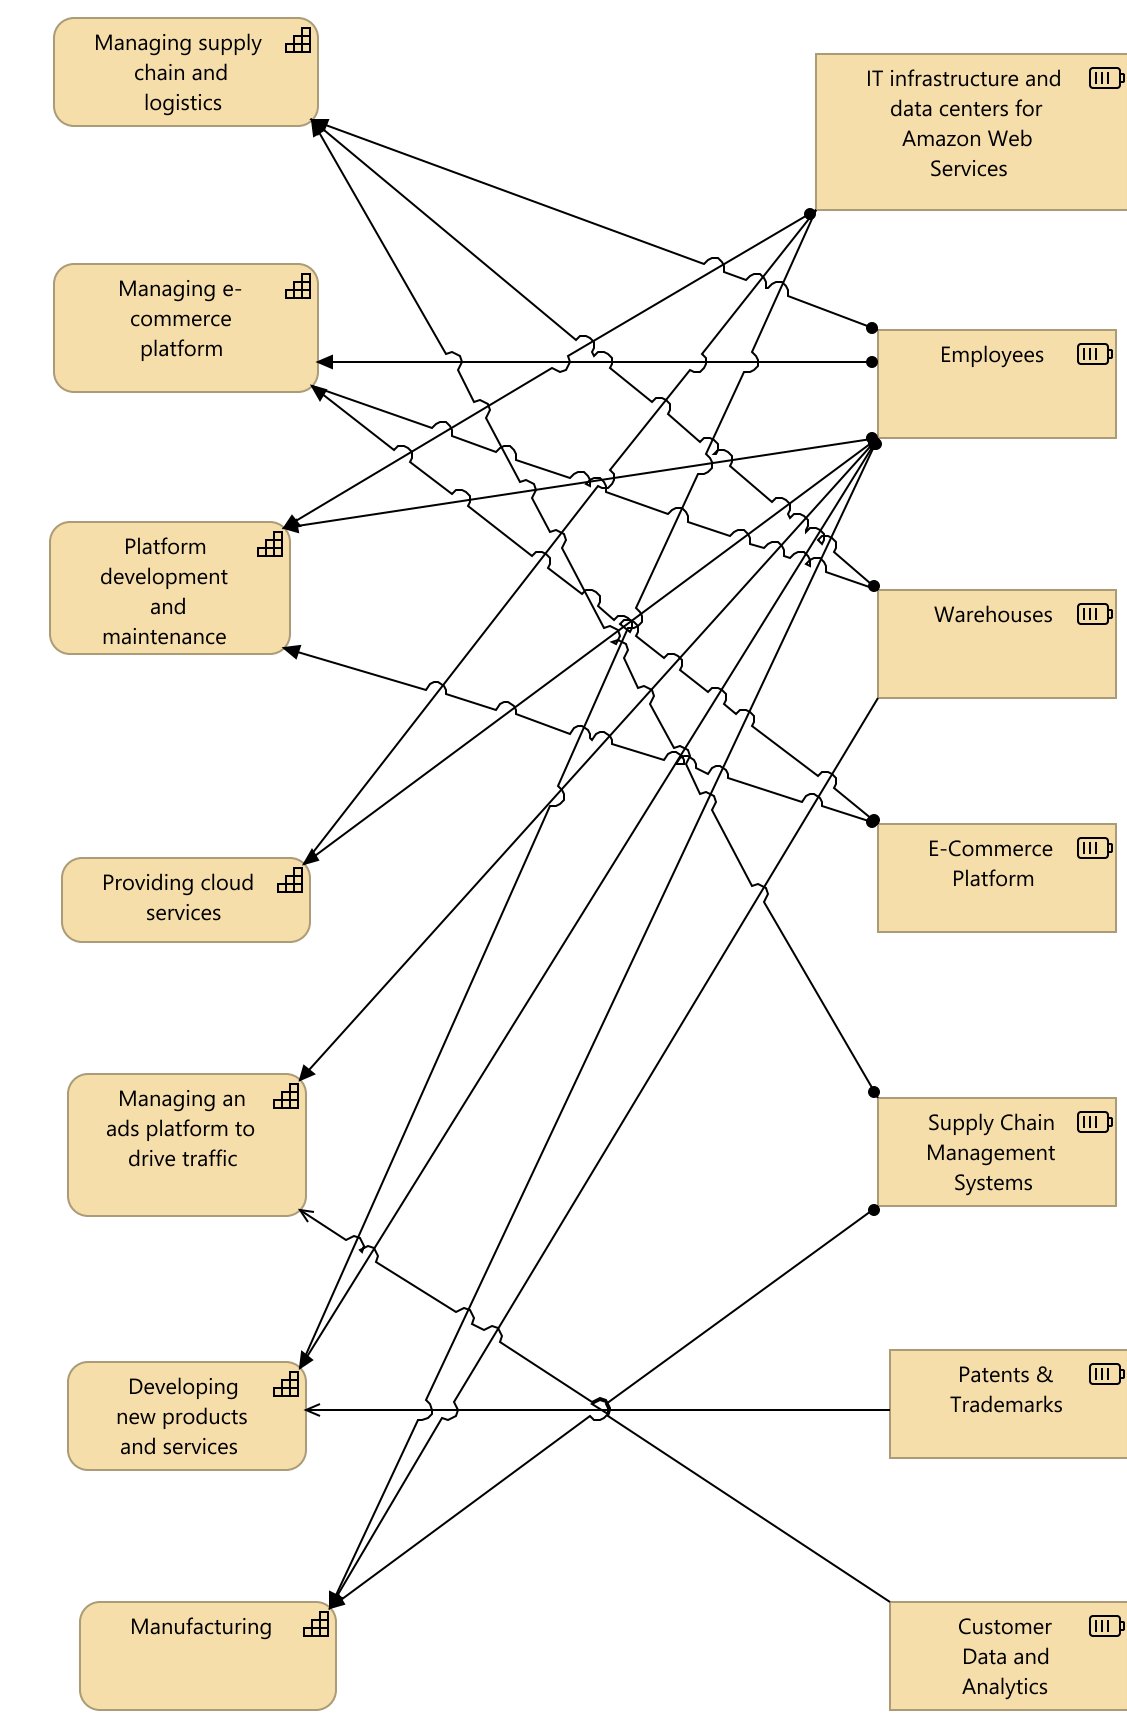 Managing supply
chain and
logistics
IT infrastructure and
data centers for
Amazon Web
Services
Managing e-
commerce
platform
Employees
Platform
development
and
maintenance
Warehouses
Providing cloud
services
E-Commerce
Platform
Managing an
ads platform to
drive traffic
Supply Chain
Management
Systems
Developing
new products
and services
Patents &
Trademarks
Manufacturing
Customer
Data and
Analytics